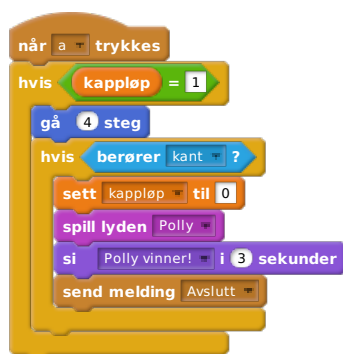 når a trykkes
hvis kappløp = 1
gå 4 steg
hvis berører kant ?
sett kappløp til 0
spill lyden Polly
si Polly vinner! i 3 sekunder
send melding Avslutt